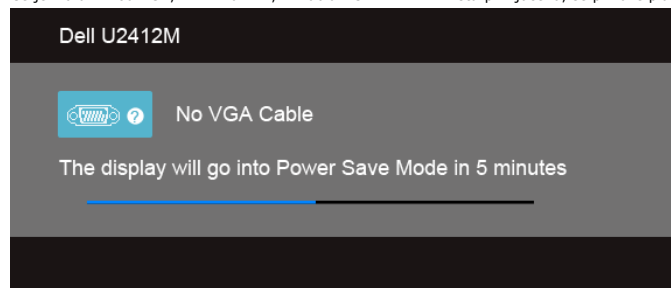 Dell U2412M
No VGA Cable
The display will go into Power Save Mode in 5 minutes